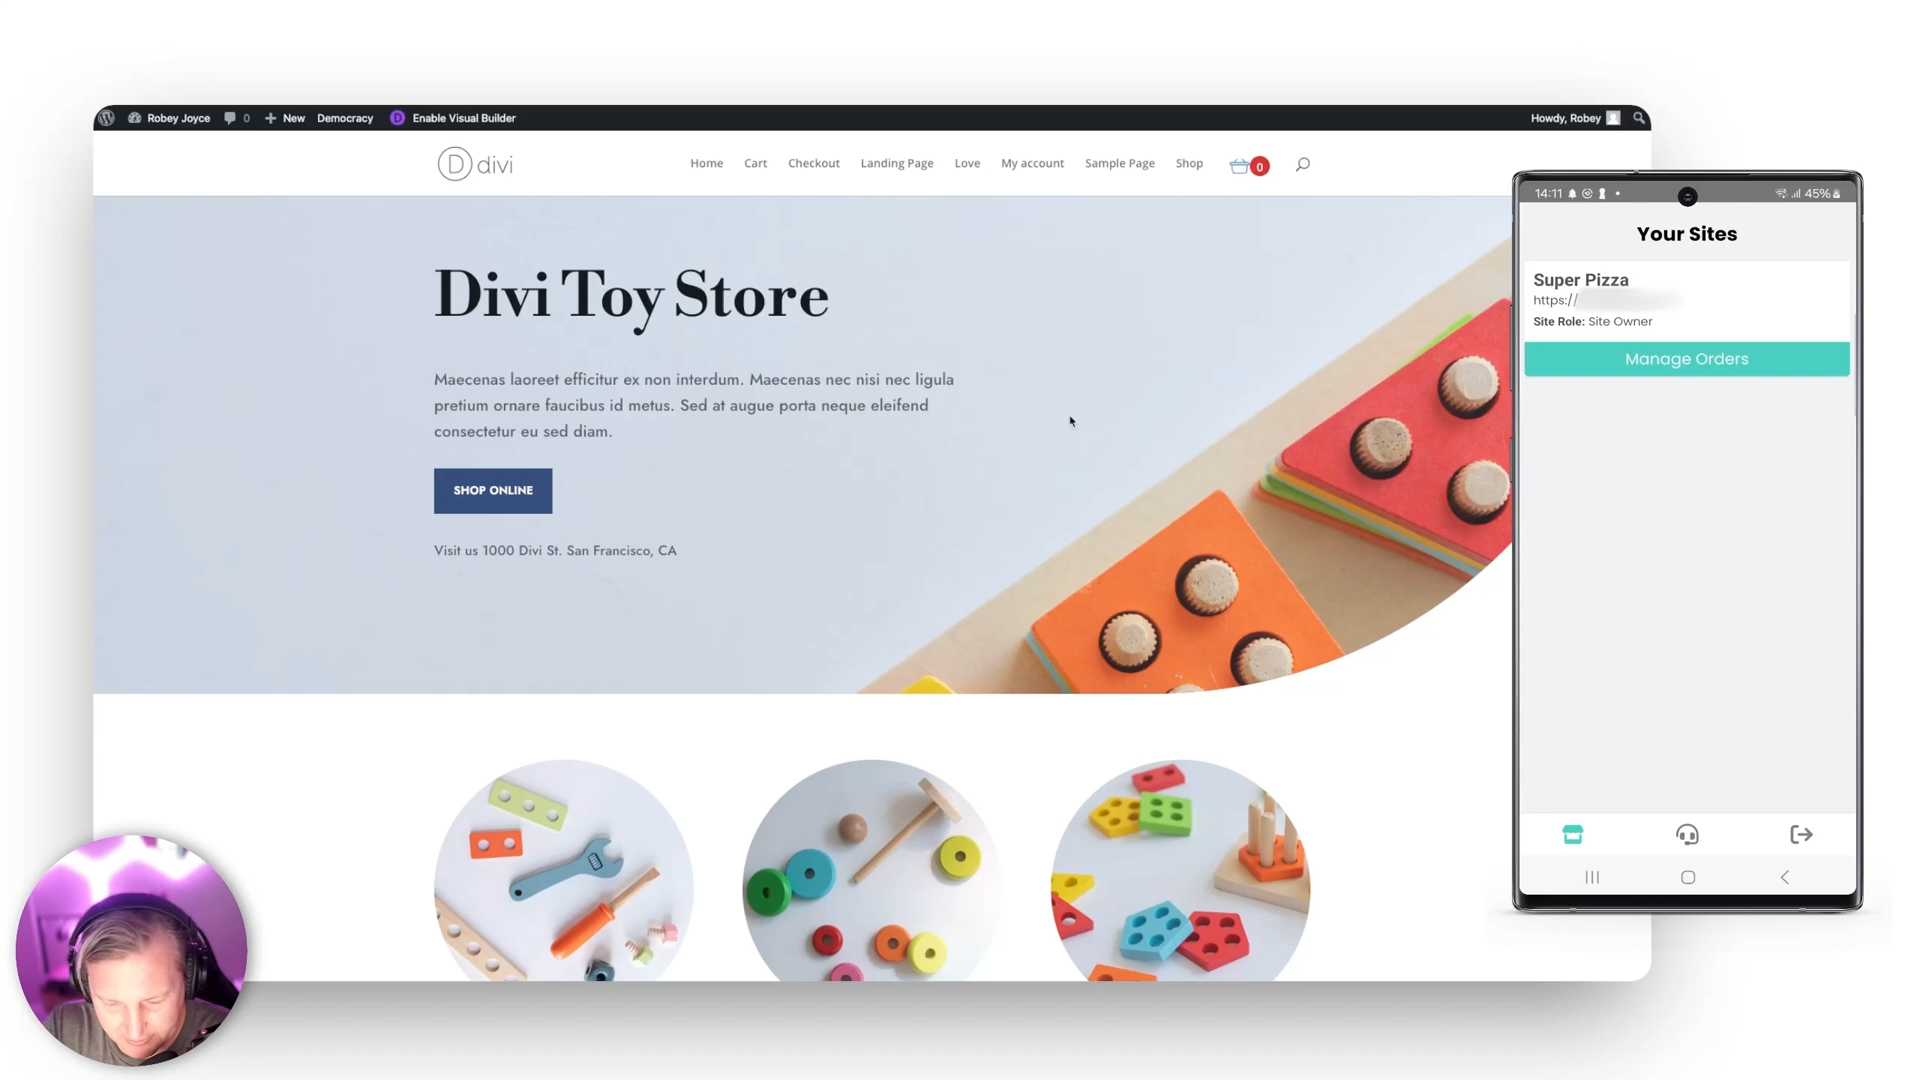 Robey Joyce 0 New Democracy Enable Visual Builder Howdy, Robey
divi
Home Cart Checkout Landing Page Love My account Sample Page Shop 0
Divi Toy Store
Maecenas laoreet efficitur ex non interdum. Maecenas nec nisi nec ligula
pretium ornare faucibus id metus. Sed at augue porta neque eleifend
consectetur eu sed diam.
SHOP ONLINE
Visit us 1000 Divi St. San Francisco, CA
14:11 45%
Your Sites
Super Pizza
https://
Site Role: Site Owner
Manage Orders